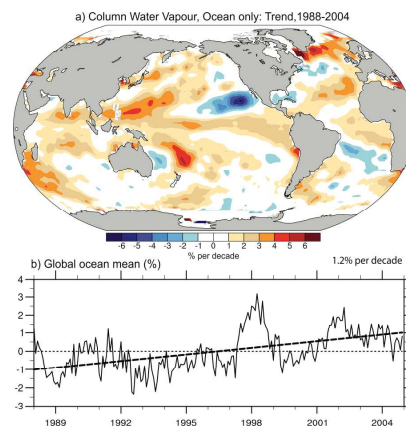 a) Column Water Vapour, Ocean only: Trend,1988-2004
-6 -5 -4 -3 -2 -1 0 1 2 3 4 5 6
% per decade
b) Global ocean mean (%)
1.2% per decade
4
3
2
1
0
-1
-2
-3
1989 1992 1995 1998 2001 2004